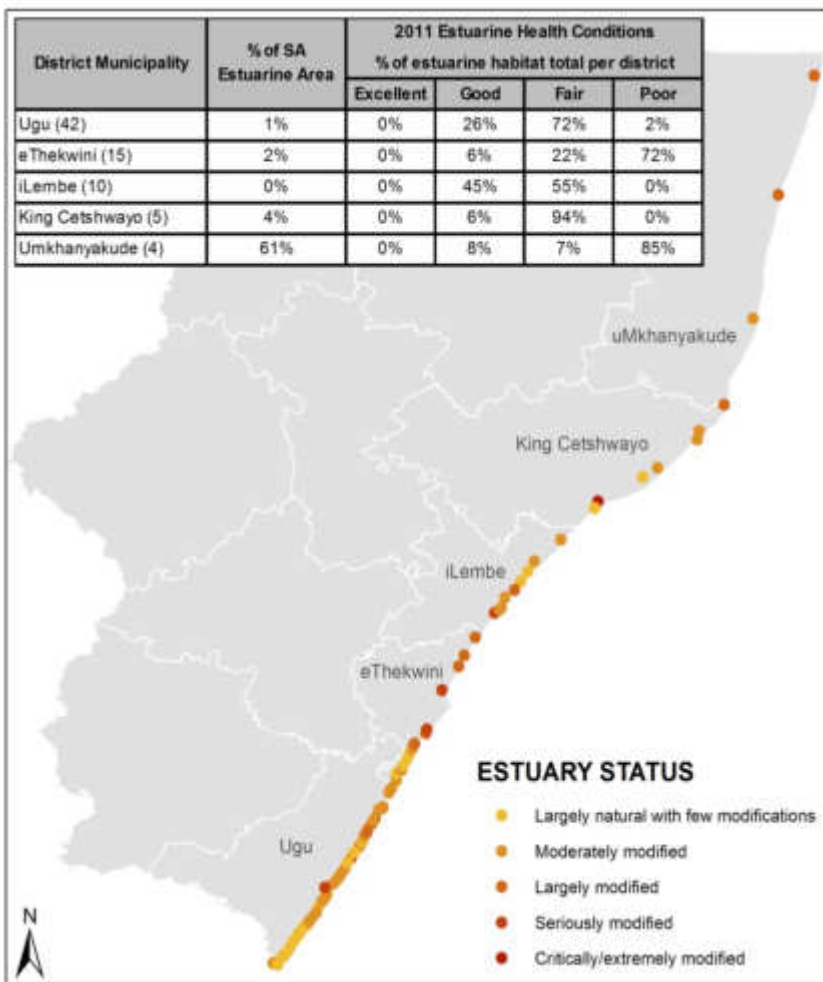 District Municipality
% of SA
Estuarine Area
2011 Estuarine Health Conditions
% of estuarine habitat total per district
Excellent Good Fair Poor
Ugu (42) 1% 0% 26% 72% 2%
eThekwini (15) 2% 0% 6% 22% 72%
iLembe (10) 0% 0% 45% 55% 0%
King Cetshwayo (5) 4% 0% 6% 94% 0%
Umkhanyakude (4) 61% 0% 8% 7% 85%
uMkhanyakude
King Cetshwayo
iLembe
eThekwini
Ugu
ESTUARY STATUS
Largely natural with few modifications
Moderately modified
Largely modified
Seriously modified
Critically/extremely modified
N